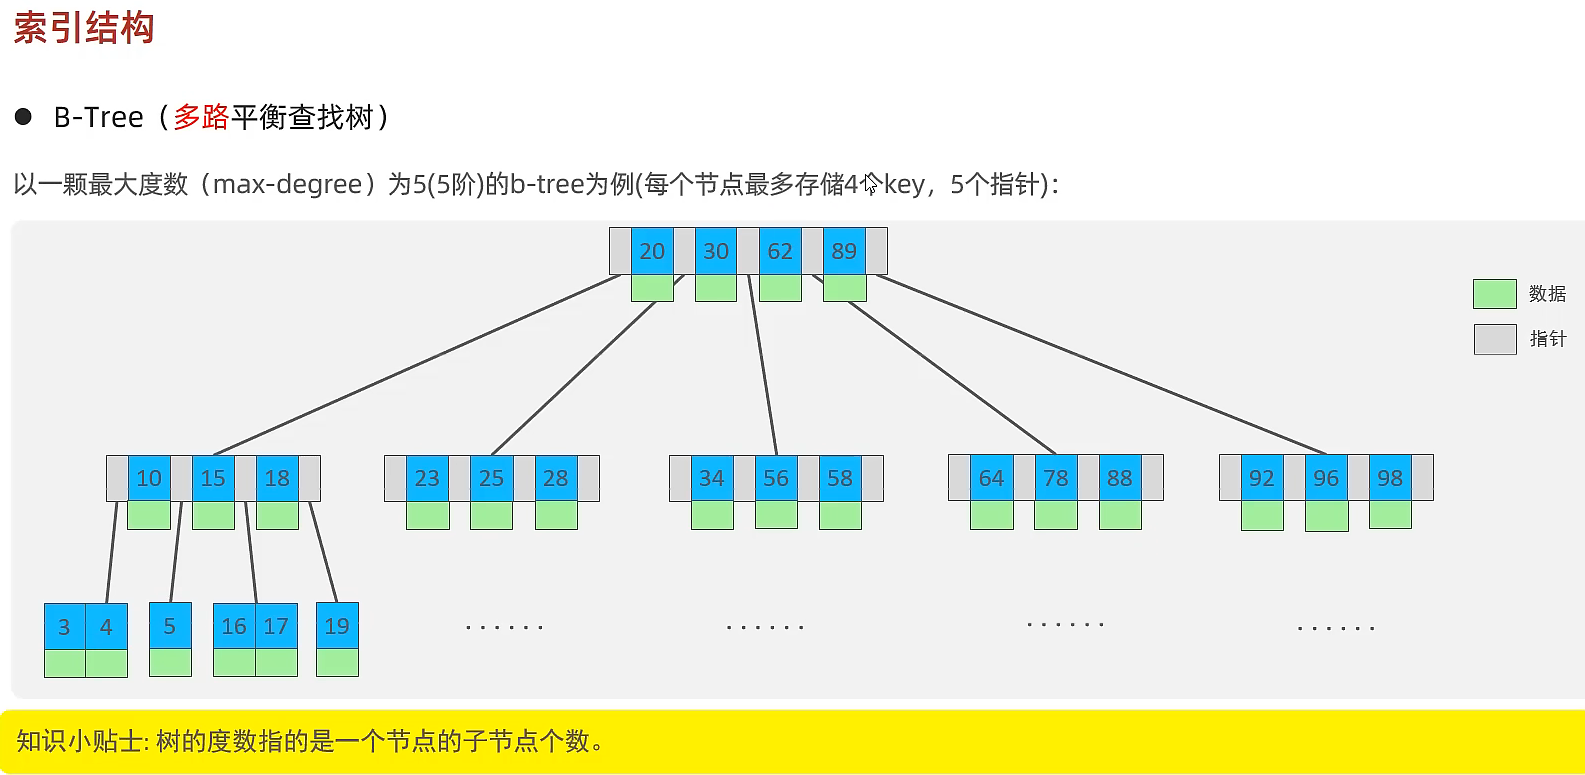 索引结构
● B-Tree（多路平衡查找树）
以一颗最大度数（max-degree）为5(5阶)的b-tree为例(每个节点最多存储4个key，5个指针)：
20 30 62 89
数据
指针
10 15 18 23 25 28 34 56 58 64 78 88 92 96 98
3 4 5 16 17 19 ...... ...... ...... ......
知识小贴士: 树的度数指的是一个节点的子节点个数。